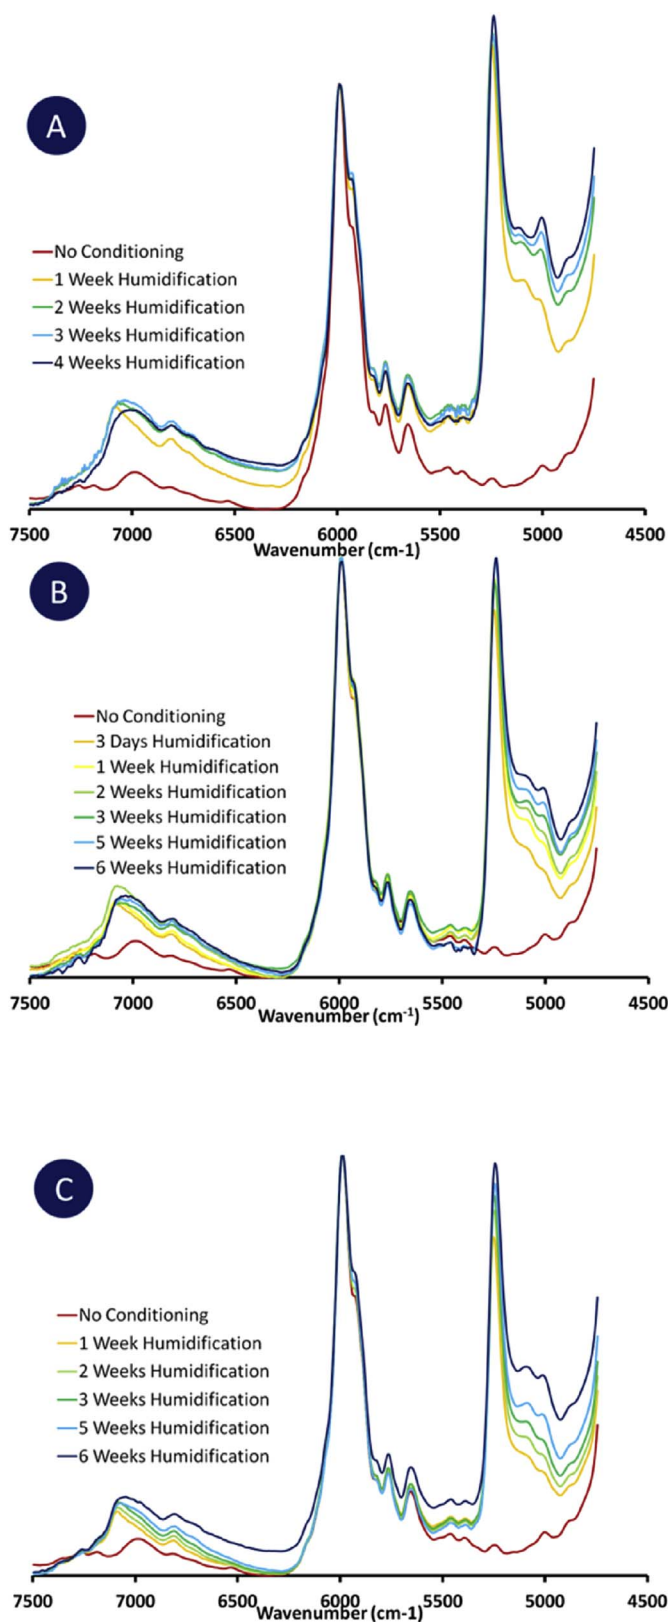 A
No Conditioning
1 Week Humidification
2 Weeks Humidification
3 Weeks Humidification
4 Weeks Humidification
7500 7000 6500 6000 5500 5000 4500
Wavenumber (cm-1)
B
No Conditioning
3 Days Humidification
1 Week Humidification
2 Weeks Humidification
3 Weeks Humidification
5 Weeks Humidification
6 Weeks Humidification
7500 7000 6500 6000 5500 5000 4500
Wavenumber (cm⁻¹)
C
No Conditioning
1 Week Humidification
2 Weeks Humidification
3 Weeks Humidification
5 Weeks Humidification
6 Weeks Humidification
7500 7000 6500 6000 5500 5000 4500
Wavenumber (cm-1)